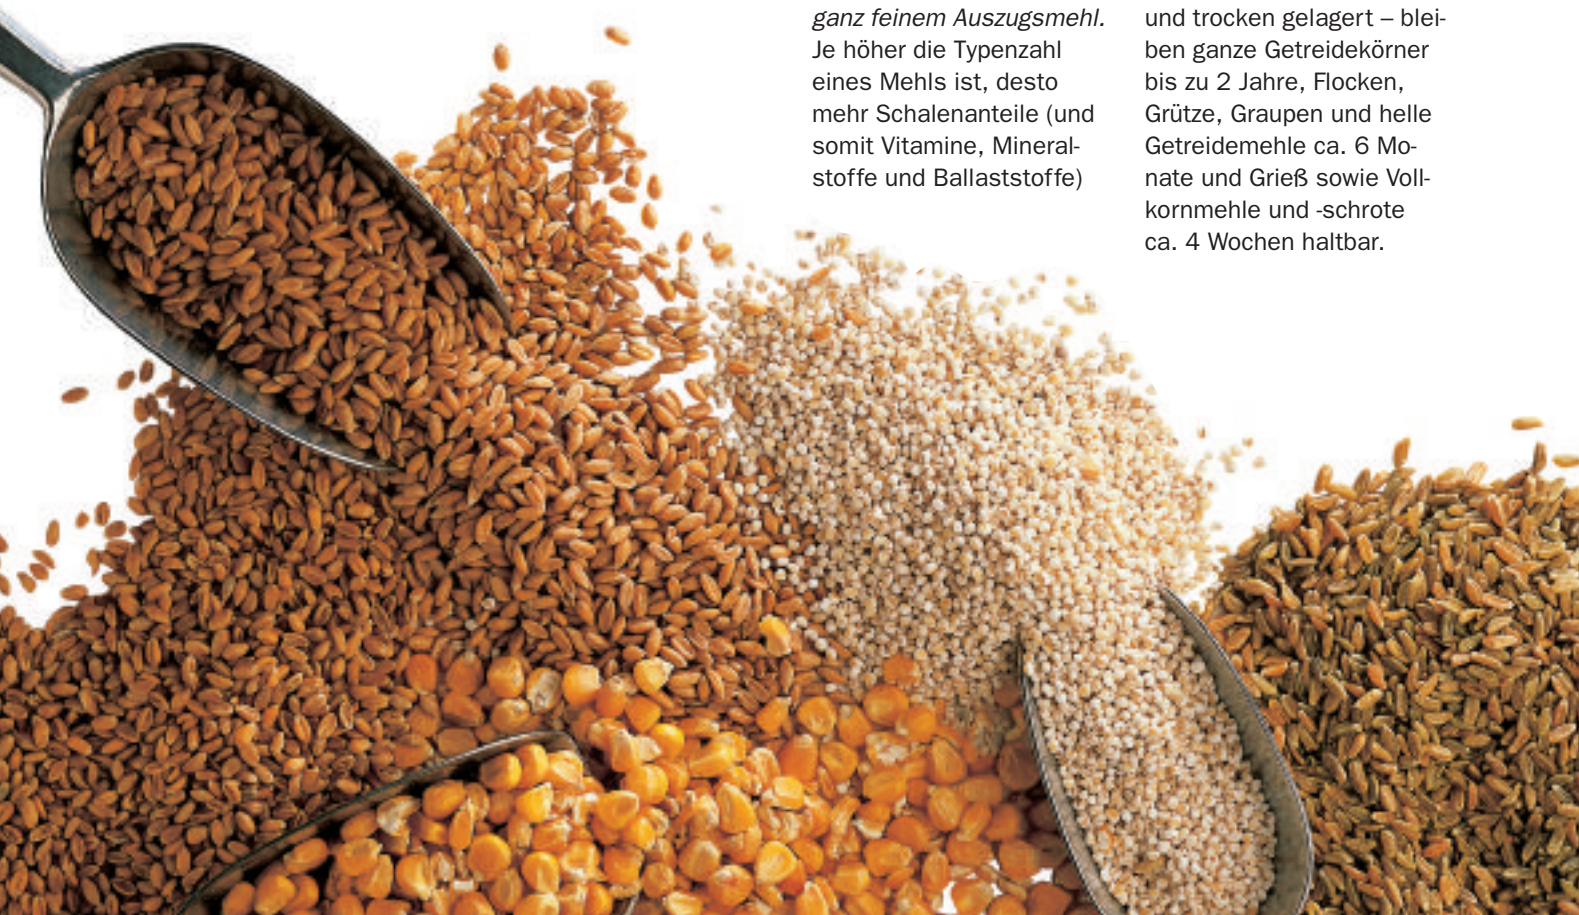 ganz feinem Auszugsmehl.
Je höher die Typenzahl
eines Mehls ist, desto
mehr Schalenanteile (und
somit Vitamine, Mineral-
stoffe und Ballaststoffe)
und trocken gelagert – blei-
ben ganze Getreidekörner
bis zu 2 Jahre, Flocken,
Grütze, Graupen und helle
Getreidemehle ca. 6 Mo-
nate und Grieß sowie Voll-
kornmehle und -schrote
ca. 4 Wochen haltbar.